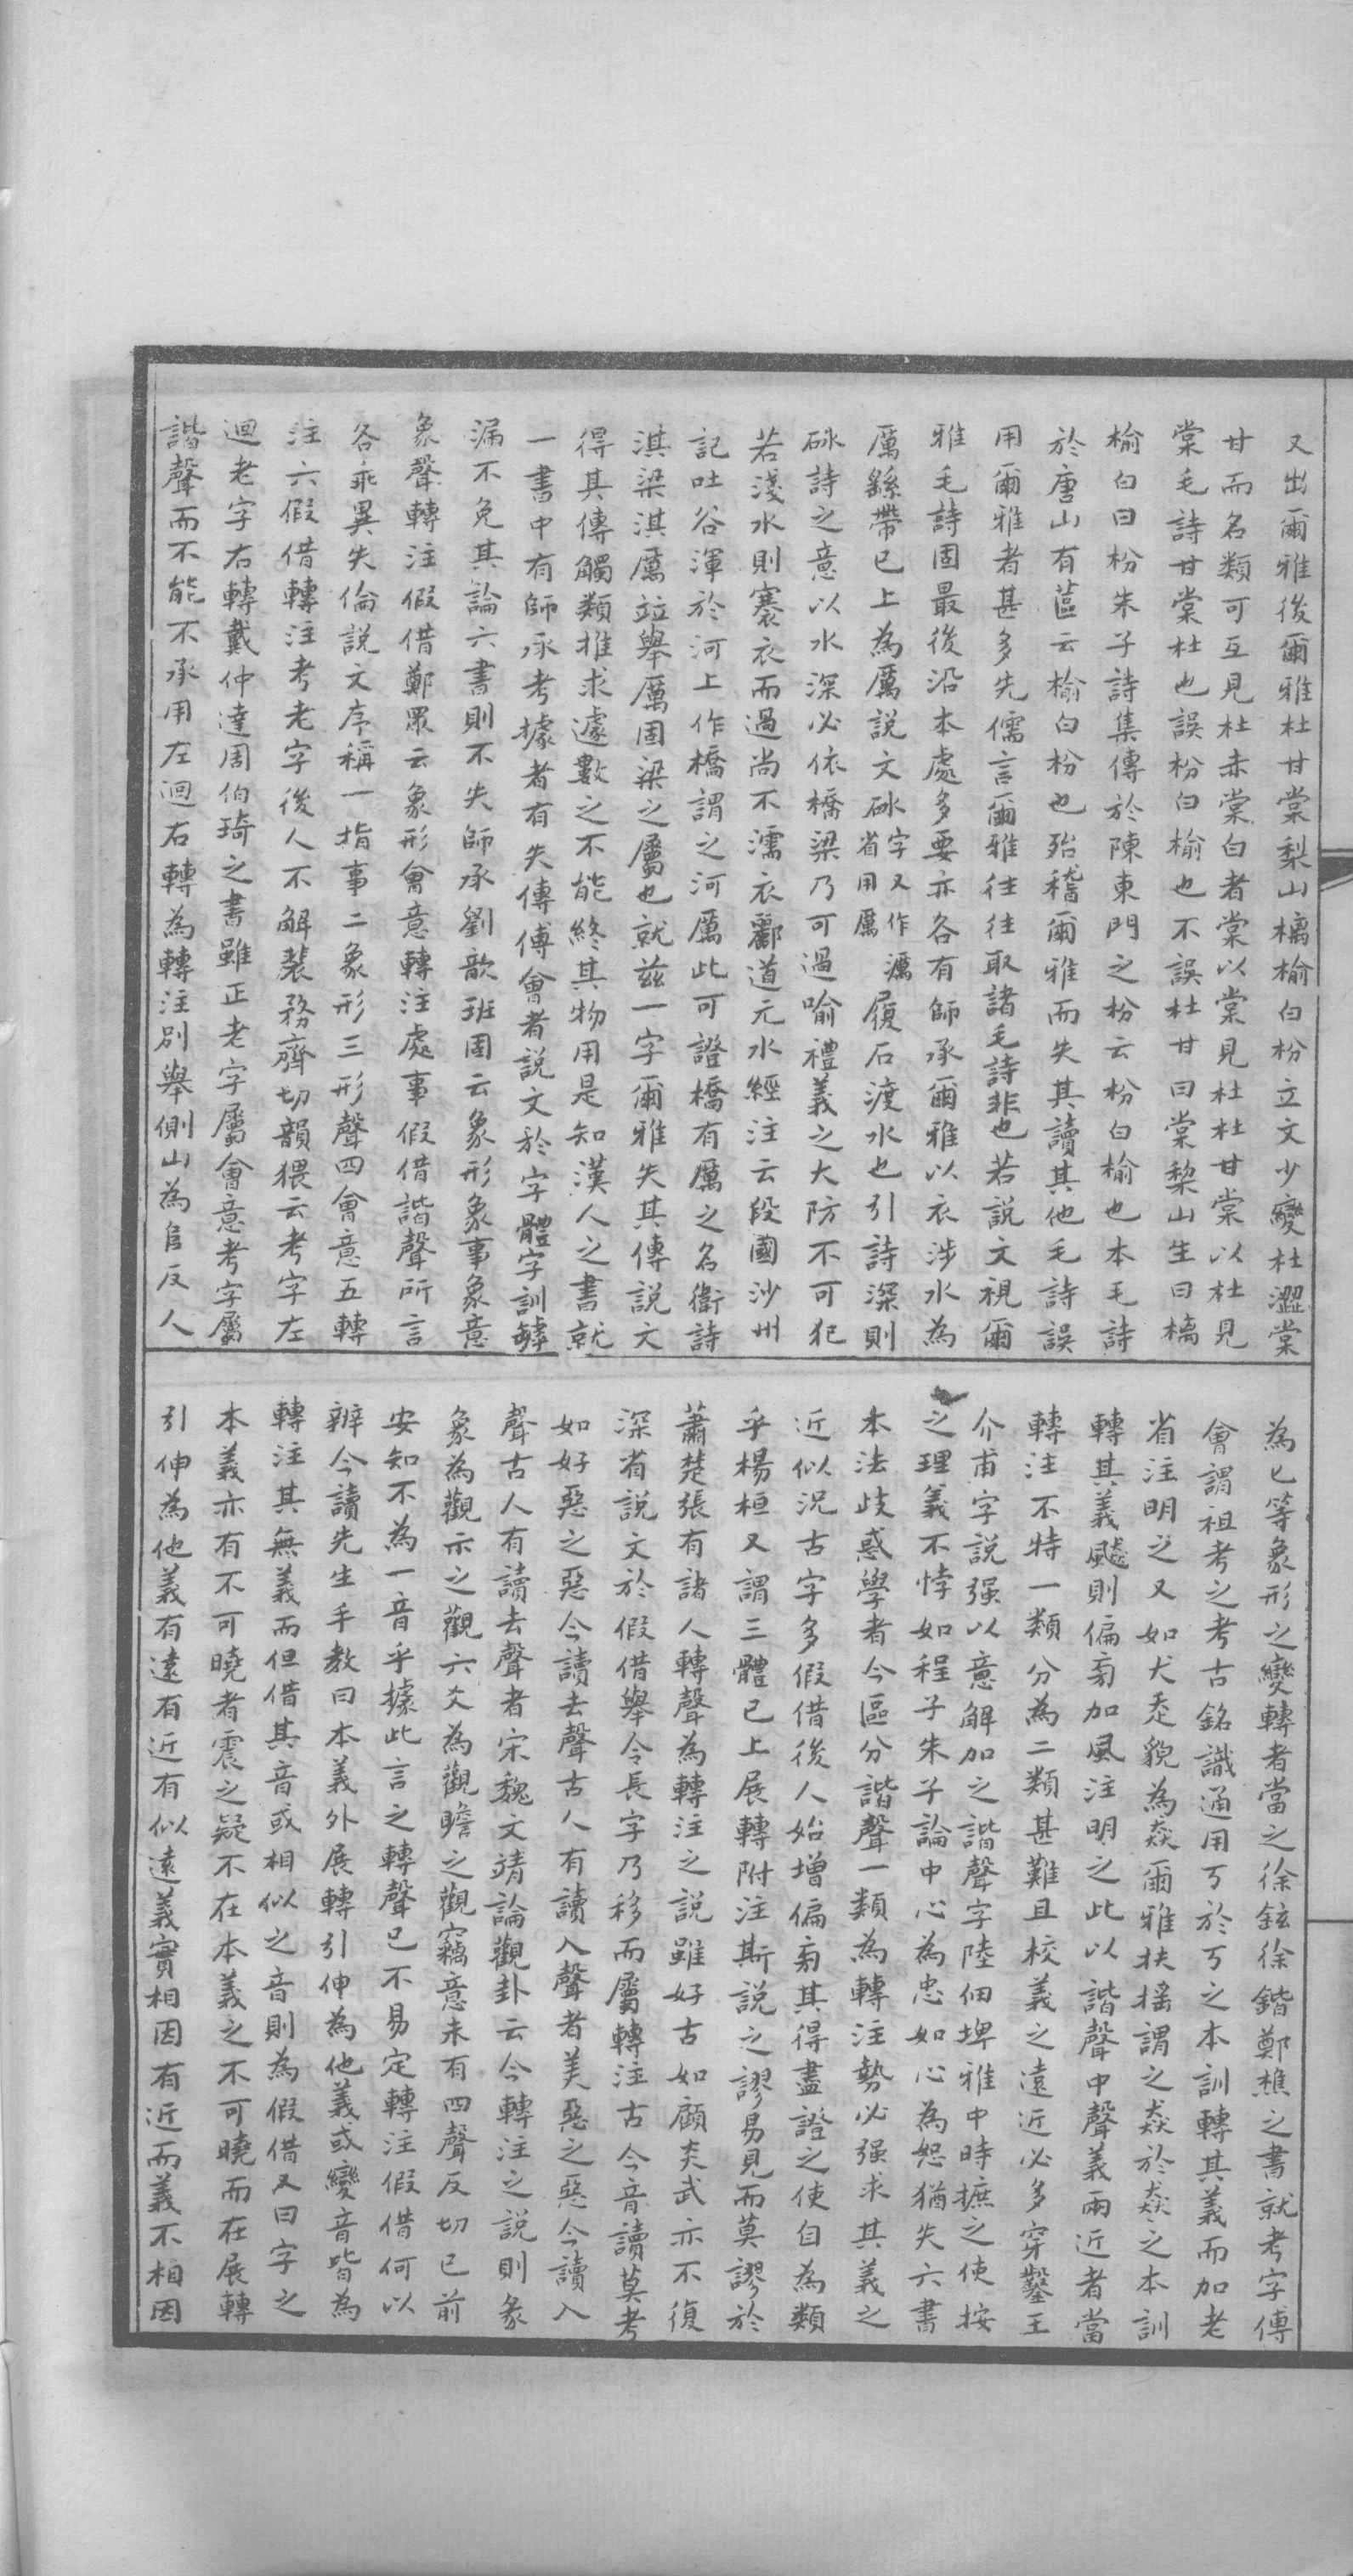 又出爾雅後爾雅杜甘棠梨山樆榆白枌立文少變杜澀棠
甘而名類可互見杜赤棠白者棠以棠見杜杜甘棠以杜見
棠毛詩甘棠杜也誤枌白榆也不誤杜甘曰棠棃山生曰樆
榆白曰枌朱子詩集傳於陳東門之枌云枌白榆也本毛詩
於唐山有蓲云榆白枌也殆稽爾雅而失其讀其他毛詩誤
用爾雅者甚多先儒言爾雅往往取諸毛詩非也若説文視爾
雅毛詩固最後沿本處多要亦各有師承爾雅以衣涉水為
厲繇帶已上為厲説文砅字又作濿省用厲履石渡水也引詩深則
砅詩之意以水深必依橋梁乃可過喻禮義之大防不可犯
若淺水則褰衣而過尚不濡衣酈道元水經注云段國沙州
記吐谷渾於河上作橋謂之河厲此可證橋有厲之名衞詩
淇梁淇厲竝舉厲固梁之屬也就兹一字爾雅失其傳説文
得其傳觸類推求遽數之不能終其物用是知漢人之書就
一書中有師承考據者有失傳傅會者説文於字體字訓罅
漏不免其論六書則不失師承劉歆班固云象形象事象意
象聲轉注假借鄭眾云象形會意轉注處事假借諧聲所言
各乖異失倫説文序稱一指事二象形三形聲四會意五轉
注六假借轉注考老字後人不解裴務齊切韻猥云考字左
迴老字右轉戴仲達周伯琦之書雖正老字屬會意考字屬
諧聲而不能不承用左迴右轉為轉注别舉側山為𨸏反人
為匕等象形之變轉者當之徐鉉徐鍇鄭樵之書就考字傅
會謂祖考之考古銘識通用丂於丂之本訓轉其義而加老
省注明之又如犬走貌為猋爾雅扶搖謂之猋於猋之本訓
轉其義飇則偏旁加風注明之此以諧聲中聲義兩近者當
轉注不特一類分為二類甚難且校義之遠近必多穿鑿王
介甫字説强以意解加之諧聲字陸佃埤雅中時摭之使按
之理義不悖如程子朱子論中心為忠如心為恕猶失六書
本法歧惑學者今區分諧聲一類為轉注勢必强求其義之
近似況古字多假借後人始增偏旁其得盡證之使自為類
乎楊桓又謂三體已上展轉附注斯説之謬易見而莫謬於
蕭楚張有諸人轉聲為轉注之説雖好古如顧炎武亦不復
深省説文於假借舉令長字乃移而屬轉注古今音讀莫考
如好惡之惡今讀去聲古人有讀入聲者美惡之惡今讀入
聲古人有讀去聲者宋魏文靖論觀卦云今轉注之説則彖
象為觀示之觀六爻為觀瞻之觀竊意未有四聲反切已前
安知不為一音乎據此言之轉聲已不易定轉注假借何以
辨今讀先生手教曰本義外展轉引伸為他義或變音皆為
轉注其無義而但借其音或相似之音則為假借又曰字之
本義亦有不可曉者震之疑不在本義之不可曉而在展轉
引伸為他義有遠有近有似遠義實相因有近而義不相因